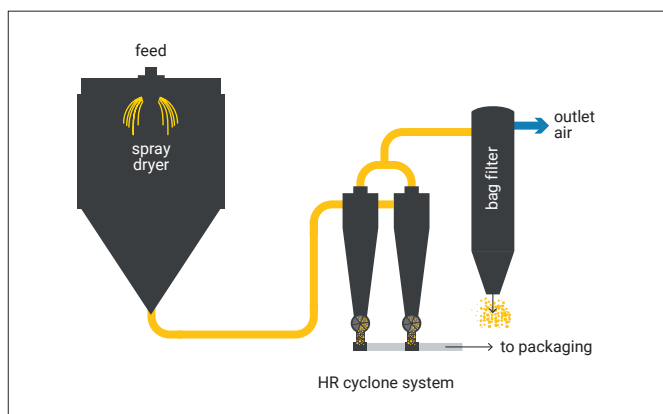 feed
spray
dryer
outlet
air
bag filter
to packaging
HR cyclone system